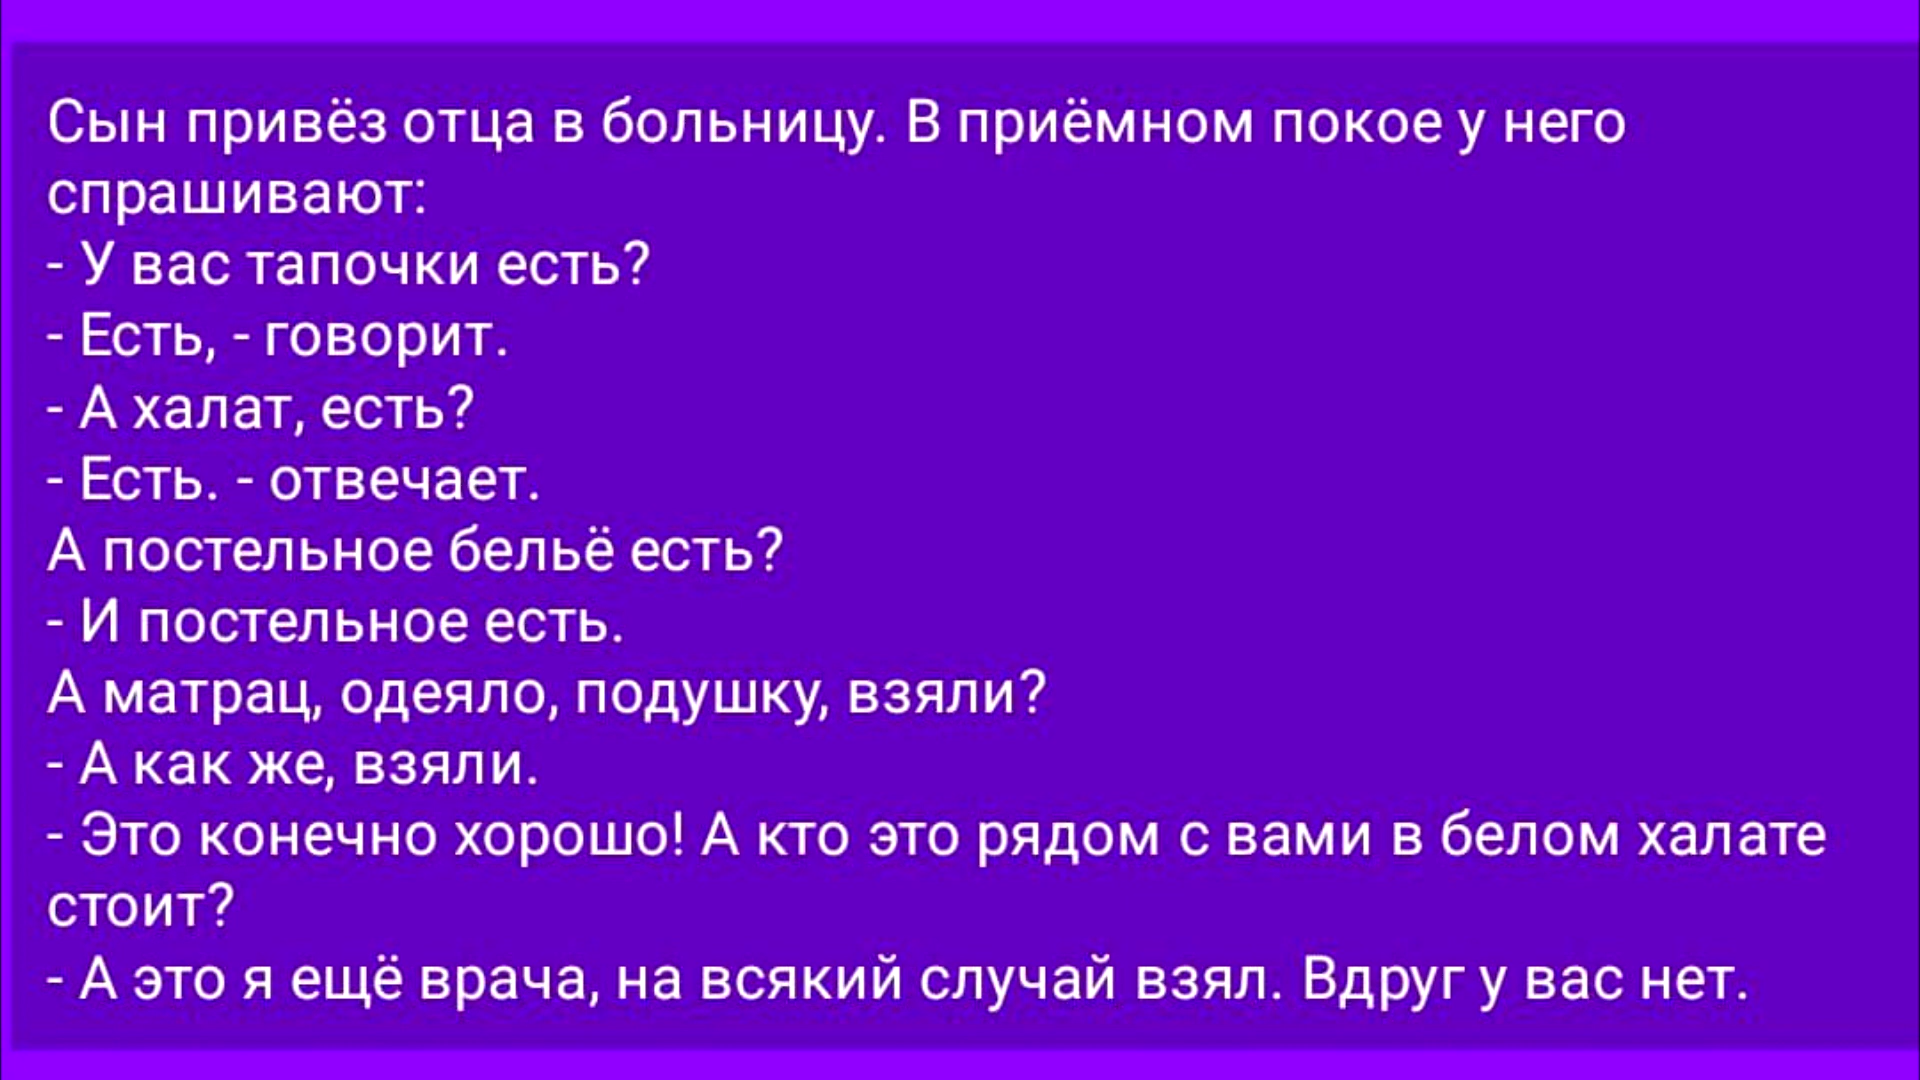 Сын привёз отца в больницу. В приёмном покое у него
спрашивают:
- У вас тапочки есть?
- Есть, - говорит.
- А халат, есть?
- Есть. - отвечает.
А постельное бельё есть?
- И постельное есть.
А матрац, одеяло, подушку, взяли?
- А как же, взяли.
- Это конечно хорошо! А кто это рядом с вами в белом халате
стоит?
- А это я ещё врача, на всякий случай взял. Вдруг у вас нет.